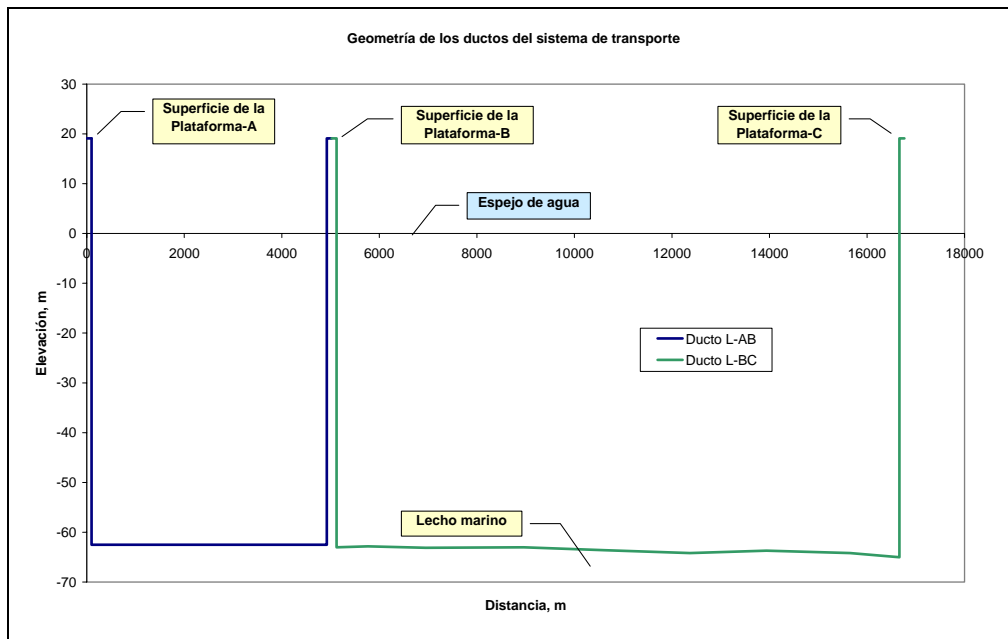 Geometría de los ductos del sistema de transporte
30
20
10
0
-10
-20
-30
-40
-50
-60
-70
0
2000
4000
6000
8000
10000
12000
14000
16000
18000
Elevación, m
Distancia, m
Superficie de la
Plataforma-A
Superficie de la
Plataforma-B
Superficie de la
Plataforma-C
Espejo de agua
Ducto L-AB
Ducto L-BC
Lecho marino